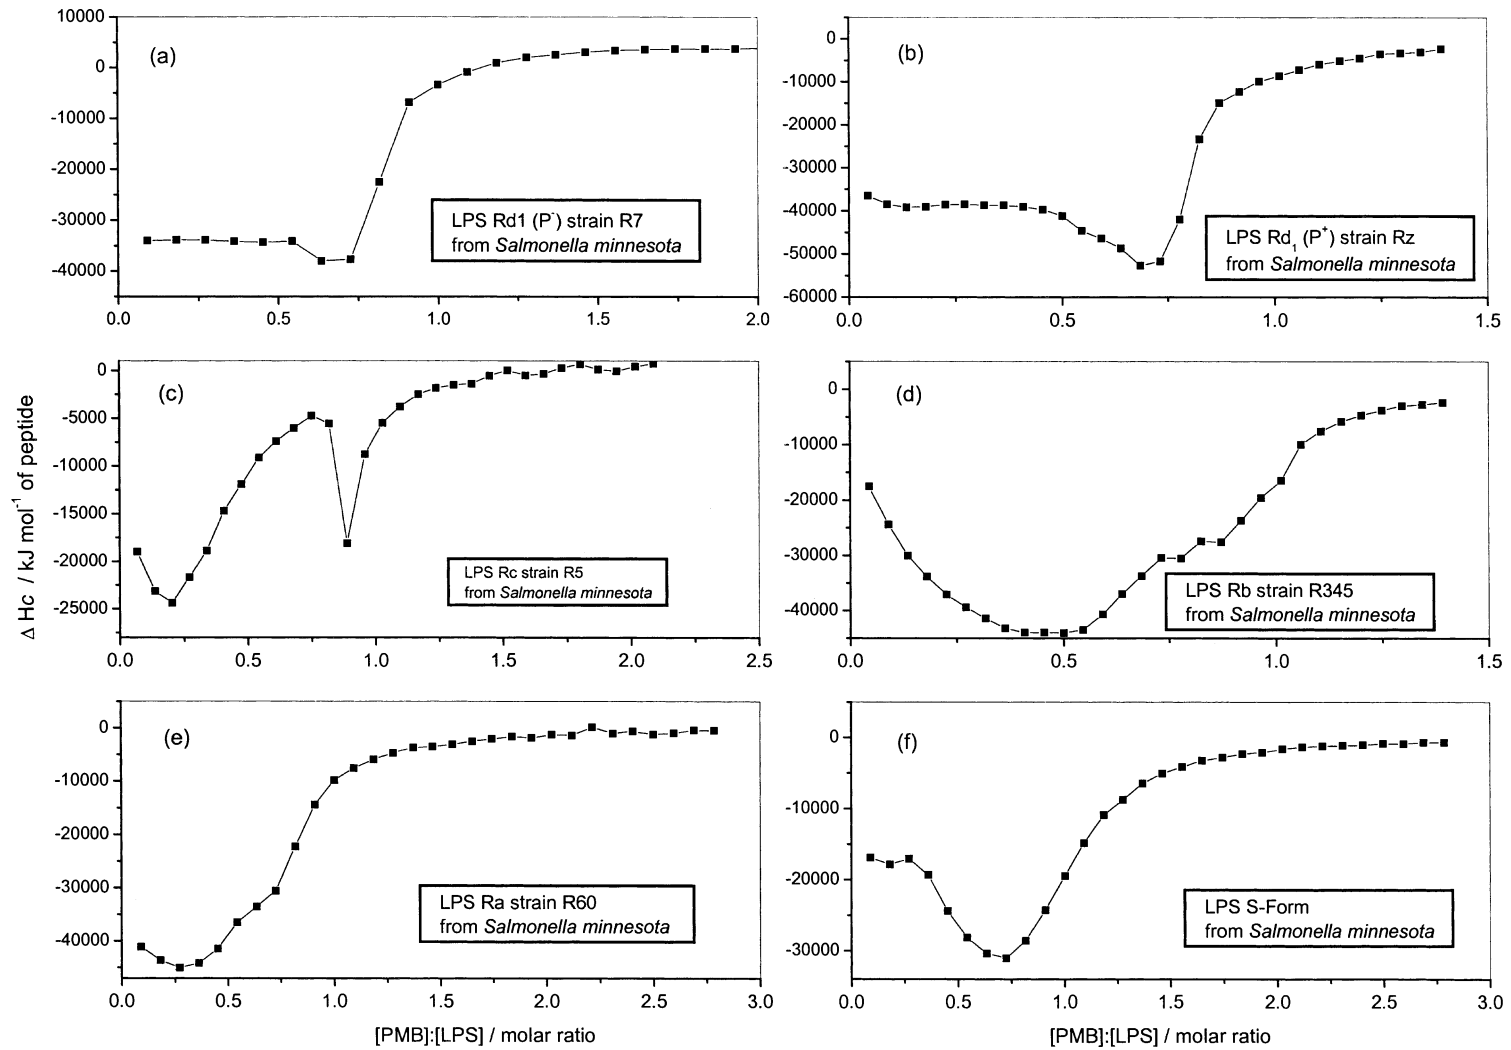 (a)
10000
0
-10000
-20000
-30000
-40000
LPS Rd1 (P⁻) strain R7
from Salmonella minnesota
0.0 0.5 1.0 1.5 2.0
(b)
0
-10000
-20000
-30000
-40000
-50000
-60000
LPS Rd₁ (P⁺) strain Rz
from Salmonella minnesota
0.0 0.5 1.0 1.5
Δ Hc / kJ mol⁻¹ of peptide
(c)
0
-5000
-10000
-15000
-20000
-25000
LPS Rc strain R5
from Salmonella minnesota
0.0 0.5 1.0 1.5 2.0 2.5
(d)
0
-10000
-20000
-30000
-40000
LPS Rb strain R345
from Salmonella minnesota
0.0 0.5 1.0 1.5
(e)
0
-10000
-20000
-30000
-40000
LPS Ra strain R60
from Salmonella minnesota
0.0 0.5 1.0 1.5 2.0 2.5 3.0
[PMB]:[LPS] / molar ratio
(f)
0
-10000
-20000
-30000
LPS S-Form
from Salmonella minnesota
0.0 0.5 1.0 1.5 2.0 2.5 3.0
[PMB]:[LPS] / molar ratio